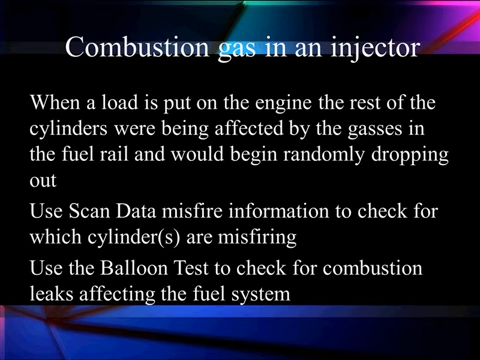 Combustion gas in an injector
When a load is put on the engine the rest of the
cylinders were being affected by the gasses in
the fuel rail and would begin randomly dropping
out
Use Scan Data misfire information to check for
which cylinder(s) are misfiring
Use the Balloon Test to check for combustion
leaks affecting the fuel system